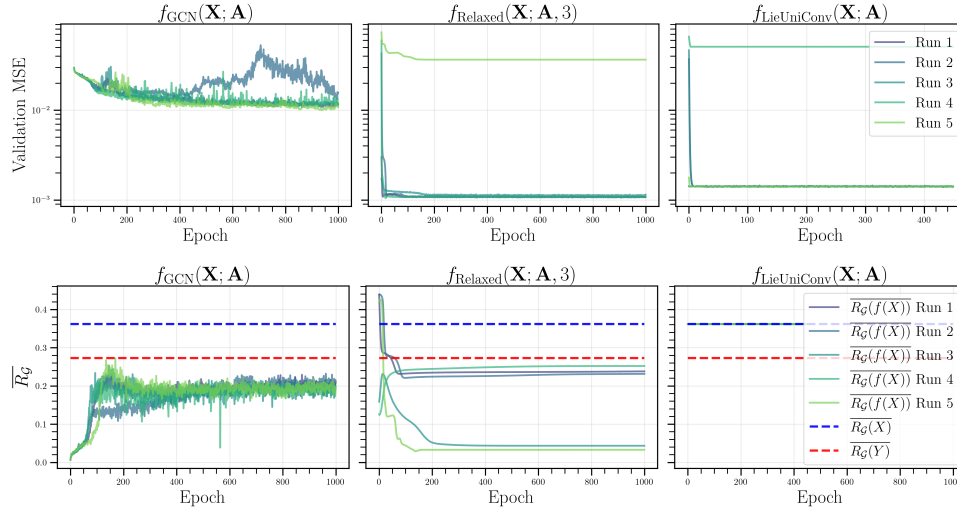 f_GCN(X; A)
f_Relaxed(X; A, 3)
f_LieUniConv(X; A)
Validation MSE
10⁻²
10⁻³
0 200 400 600 800 1000
0 200 400 600 800 1000
0 200 400
Epoch
Epoch
Epoch
Run 1
Run 2
Run 3
Run 4
Run 5
f_GCN(X; A)
f_Relaxed(X; A, 3)
f_LieUniConv(X; A)
R_G
0.4
0.3
0.2
0.1
0.0
0 200 400 600 800 1000
0 200 400 600 800 1000
0 200 400 600 800 1000
Epoch
Epoch
Epoch
R_G(f(X)) Run 1
R_G(f(X)) Run 2
R_G(f(X)) Run 3
R_G(f(X)) Run 4
R_G(f(X)) Run 5
R_G(X)
R_G(Y)